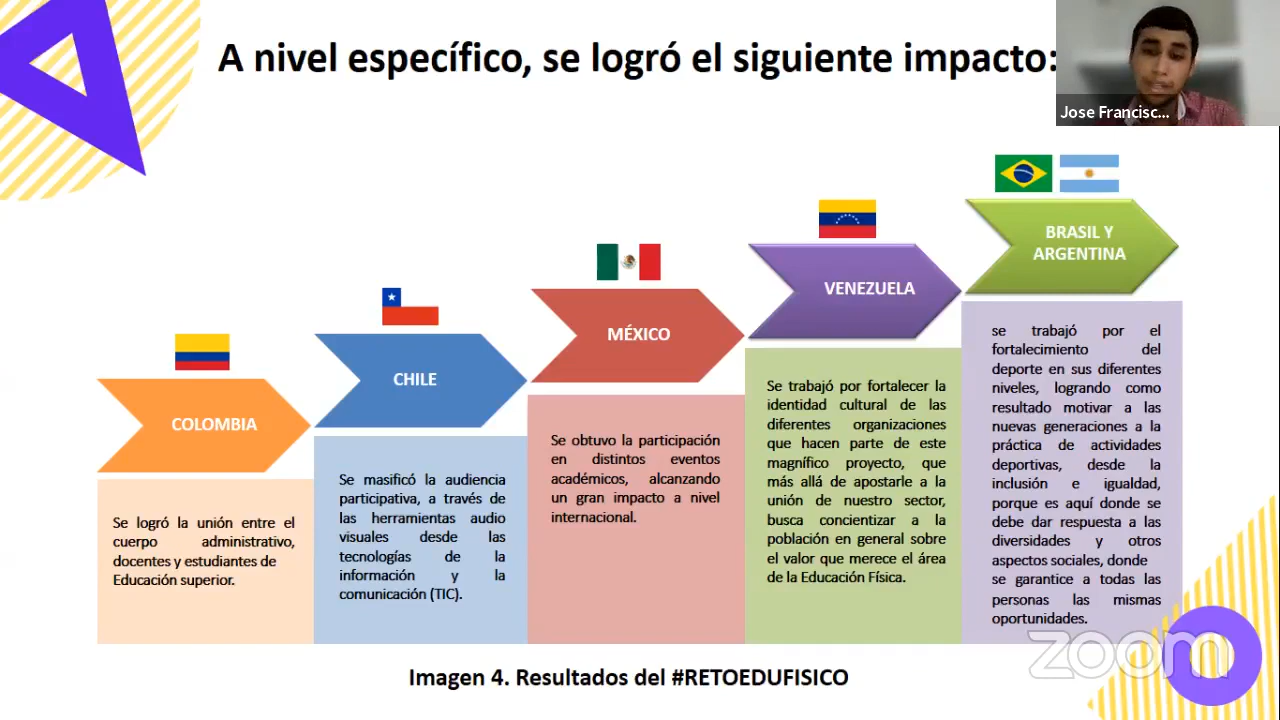 A nivel específico, se logró el siguiente impacto:
Jose Francisc...
COLOMBIA
Se logró la unión entre el
cuerpo administrativo,
docentes y estudiantes de
Educación superior.
CHILE
Se masificó la audiencia
participativa, a través de
las herramientas audio
visuales desde las
tecnologías de la
información y la
comunicación (TIC).
MÉXICO
Se obtuvo la participación
en distintos eventos
académicos, alcanzando
un gran impacto a nivel
internacional.
VENEZUELA
Se trabajó por fortalecer la
identidad cultural de las
diferentes organizaciones
que hacen parte de este
magnífico proyecto, que
más allá de apostarle a la
unión de nuestro sector,
busca concientizar a la
población en general sobre
el valor que merece el área
de la Educación Física.
BRASIL Y
ARGENTINA
se trabajó por el
fortalecimiento del
deporte en sus diferentes
niveles, logrando como
resultado motivar a las
nuevas generaciones a la
práctica de actividades
deportivas, desde la
inclusión e igualdad,
porque es aquí donde se
debe dar respuesta a las
diversidades y otros
aspectos sociales, donde
se garantice a todas las
personas las mismas
oportunidades.
zoom
Imagen 4. Resultados del #RETOEDUFISICO